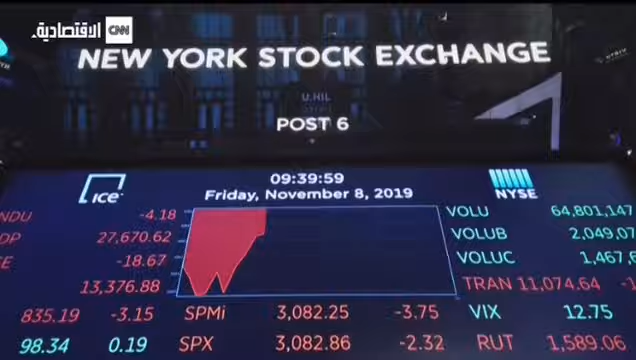 الاقتصادية CNN
NEW YORK STOCK EXCHANGE
POST 6
09:39:59
Friday, November 8, 2019
ICE
NYSE
NDU -4.18 VOLU 64,801,147
27,670.62 VOLUB 2,049,07
-18.67 VOLUC 1,467,
13,376.88 TRAN 11,074.64
835.19 -3.15 SPMi 3,082.25 -3.75 VIX 12.75
98.34 0.19 SPX 3,082.86 -2.32 RUT 1,589.06